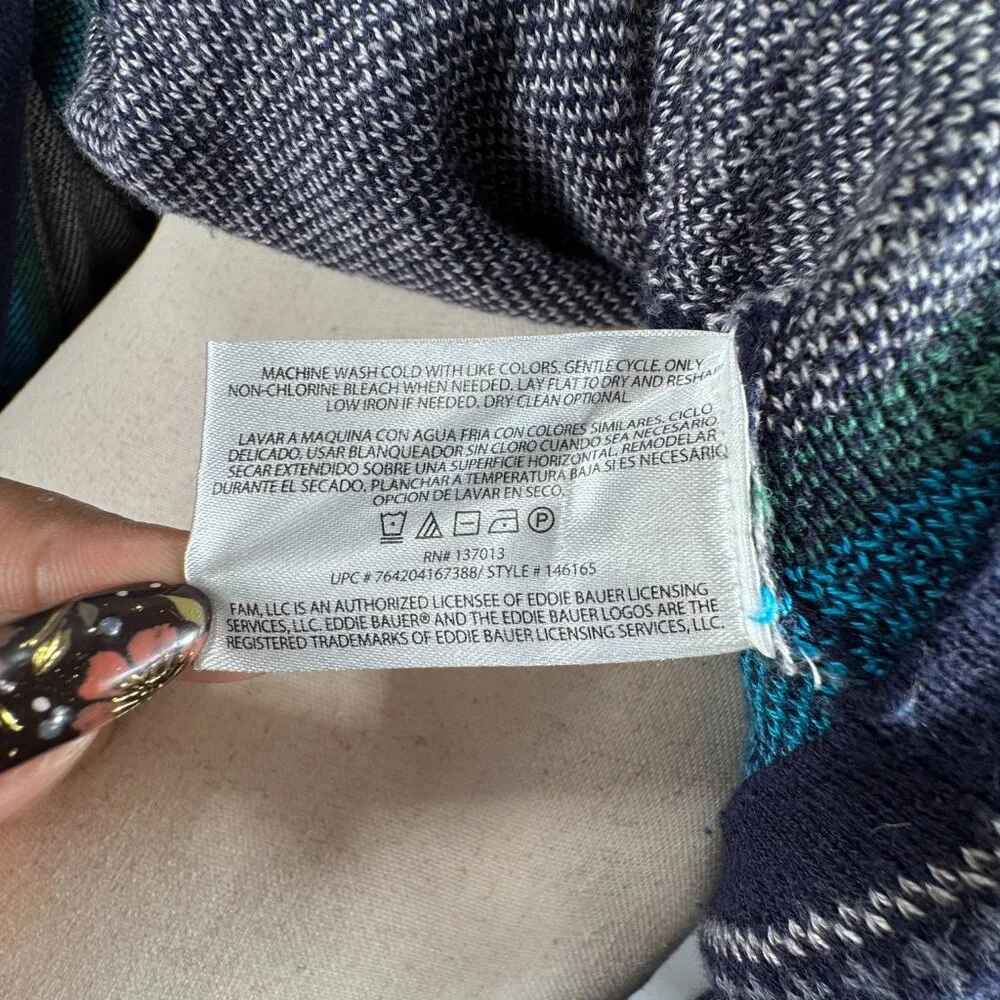 MACHINE WASH COLD WITH LIKE COLORS. GENTLE CYCLE. ONLY
NON-CHLORINE BLEACH WHEN NEEDED. LAY FLAT TO DRY AND
LOW IRON IF NEEDED. DRY CLEAN OPTIONAL.
LAVAR A MAQUINA CON AGUA FRIA CON COLORES SIMILARES. CICLO
DELICADO. USAR BLANQUEADOR SIN CLORO CUANDO SEA NECESARIO
SECAR EXTENDIDO SOBRE UNA SUPERFICIE HORIZONTAL. REMODELAR
DURANTE EL SECADO. PLANCHAR A TEMPERATURA BAJA SI ES NECESARIO
OPCION DE LAVAR EN SECO.
P
RN# 137013
UPC # 764204167388/ STYLE # 146165
FAM, LLC IS AN AUTHORIZED LICENSEE OF EDDIE BAUER LICENSING
SERVICES, LLC. EDDIE BAUER® AND THE EDDIE BAUER LOGOS ARE THE
REGISTERED TRADEMARKS OF EDDIE BAUER LICENSING SERVICES, LLC.